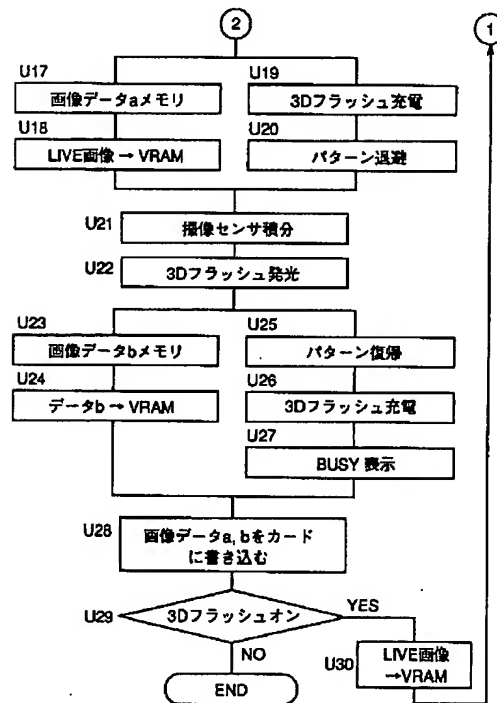 2
1
U17
画像データaメモリ
U19
3Dフラッシュ充電
U18
LIVE画像→VRAM
U20
パターン退避
U21
撮像センサ積分
U22
3Dフラッシュ発光
U23
画像データbメモリ
U25
パターン復帰
U24
データb→VRAM
U26
3Dフラッシュ充電
U27
BUSY 表示
U28
画像データa, bをカード
に書き込む
U29
3Dフラッシュオン
YES
NO
U30
LIVE画像
→VRAM
END